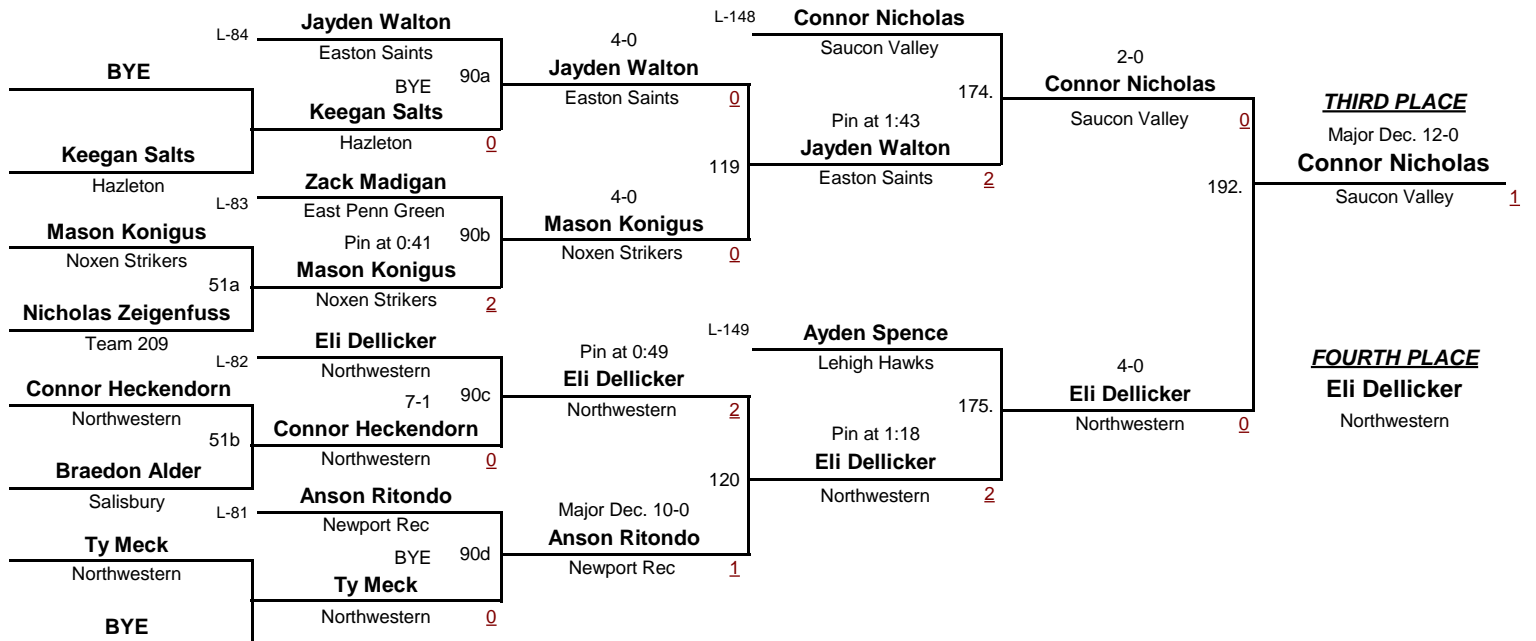 L-84
Jayden Walton
Easton Saints
BYE
BYE
90a
Keegan Salts
Hazleton
0
Keegan Salts
Hazleton
4-0
Jayden Walton
Easton Saints
0
L-83
Zack Madigan
East Penn Green
Mason Konigus
Noxen Strikers
51a
Pin at 0:41
90b
Mason Konigus
Noxen Strikers
2
Nicholas Zeigenfuss
Team 209
119
4-0
Mason Konigus
Noxen Strikers
0
L-148
Connor Nicholas
Saucon Valley
174.
Pin at 1:43
Jayden Walton
Easton Saints
2
2-0
Connor Nicholas
Saucon Valley
0
192.
THIRD PLACE
Major Dec. 12-0
Connor Nicholas
Saucon Valley
1
L-82
Eli Dellicker
Northwestern
Connor Heckendorn
Northwestern
51b
7-1
90c
Connor Heckendorn
Northwestern
0
Braedon Alder
Salisbury
Pin at 0:49
Eli Dellicker
Northwestern
2
L-81
Anson Ritondo
Newport Rec
Ty Meck
Northwestern
BYE
90d
Ty Meck
Northwestern
0
BYE
120
Major Dec. 10-0
Anson Ritondo
Newport Rec
1
L-149
Ayden Spence
Lehigh Hawks
175.
Pin at 1:18
Eli Dellicker
Northwestern
2
4-0
Eli Dellicker
Northwestern
0
FOURTH PLACE
Eli Dellicker
Northwestern